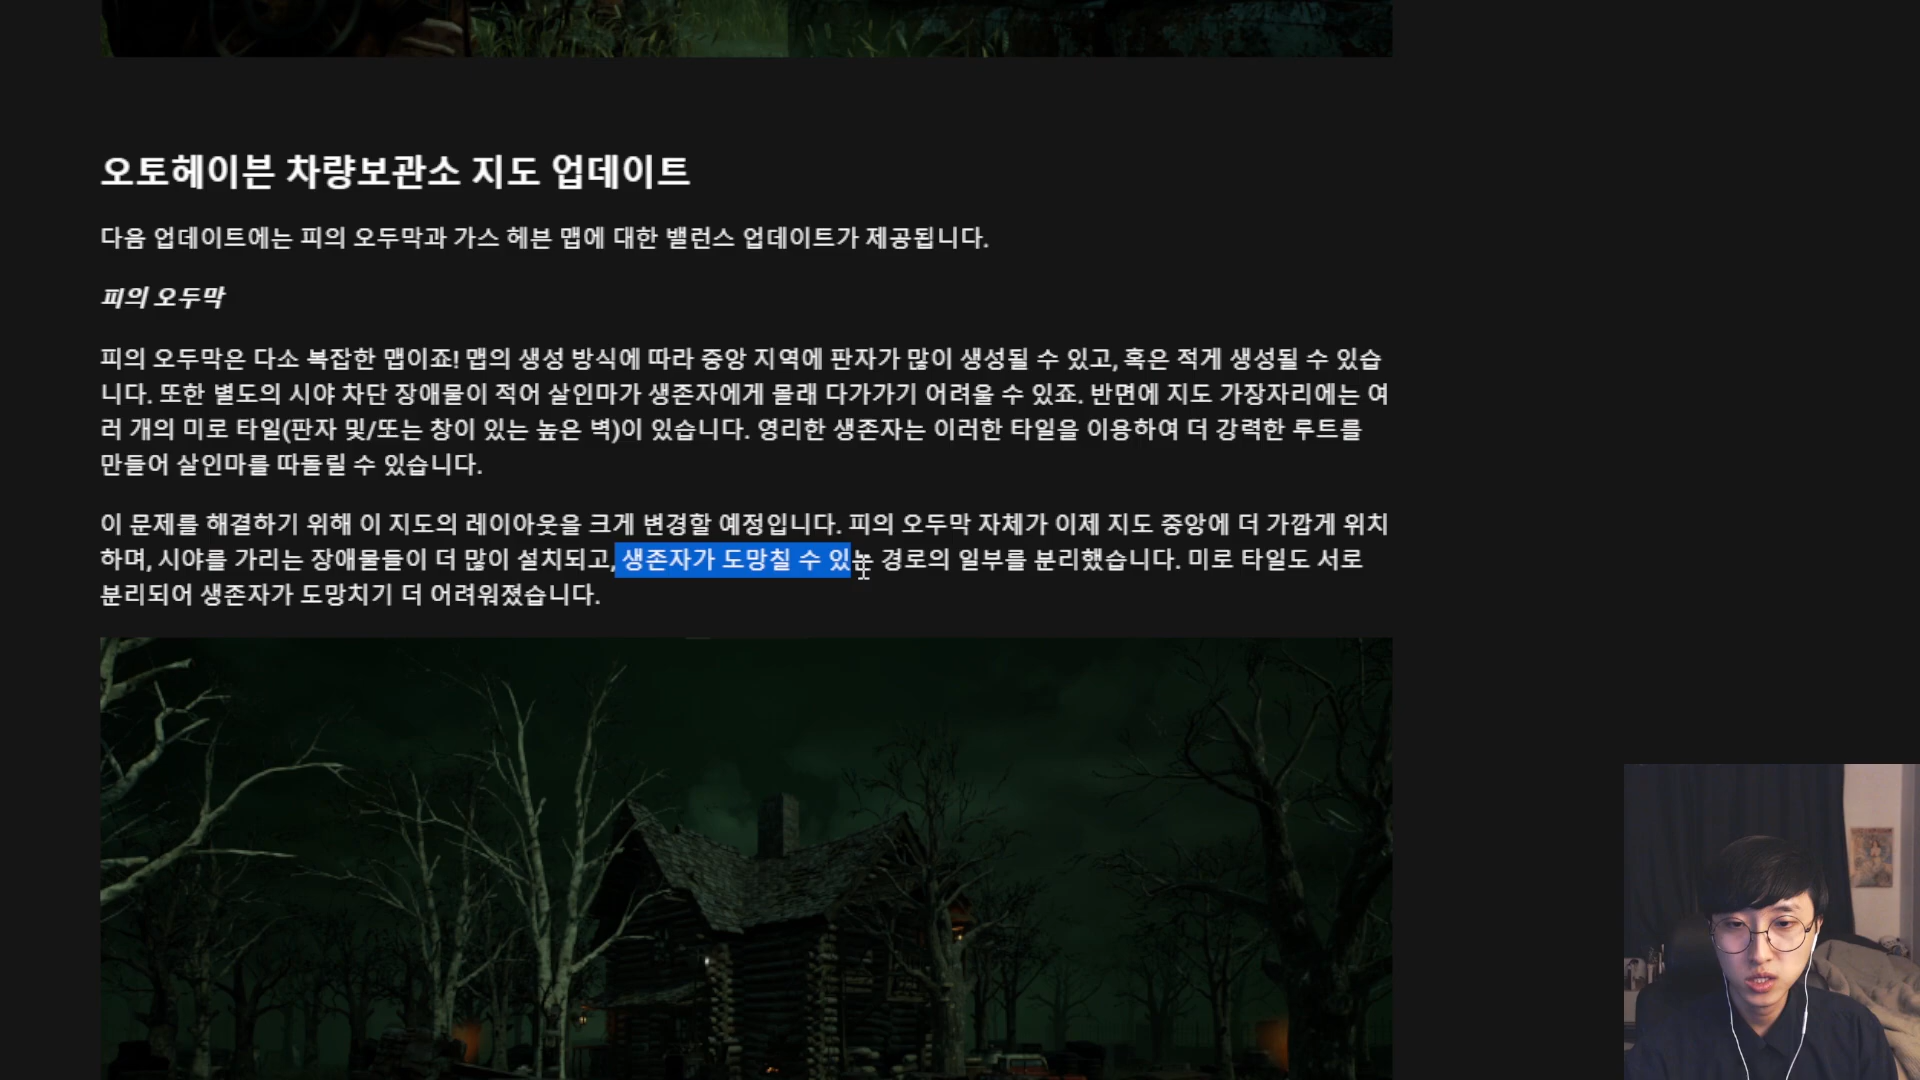 오토헤이븐 차량보관소 지도 업데이트
다음 업데이트에는 피의 오두막과 가스 헤븐 맵에 대한 밸런스 업데이트가 제공됩니다.
피의 오두막
피의 오두막은 다소 복잡한 맵이죠! 맵의 생성 방식에 따라 중앙 지역에 판자가 많이 생성될 수 있고, 혹은 적게 생성될 수 있습
니다. 또한 별도의 시야 차단 장애물이 적어 살인마가 생존자에게 몰래 다가가기 어려울 수 있죠. 반면에 지도 가장자리에는 여
러 개의 미로 타일(판자 및/또는 창이 있는 높은 벽)이 있습니다. 영리한 생존자는 이러한 타일을 이용하여 더 강력한 루트를
만들어 살인마를 따돌릴 수 있습니다.
이 문제를 해결하기 위해 이 지도의 레이아웃을 크게 변경할 예정입니다. 피의 오두막 자체가 이제 지도 중앙에 더 가깝게 위치
하며, 시야를 가리는 장애물들이 더 많이 설치되고, 생존자가 도망칠 수 있는 경로의 일부를 분리했습니다. 미로 타일도 서로
분리되어 생존자가 도망치기 더 어려워졌습니다.